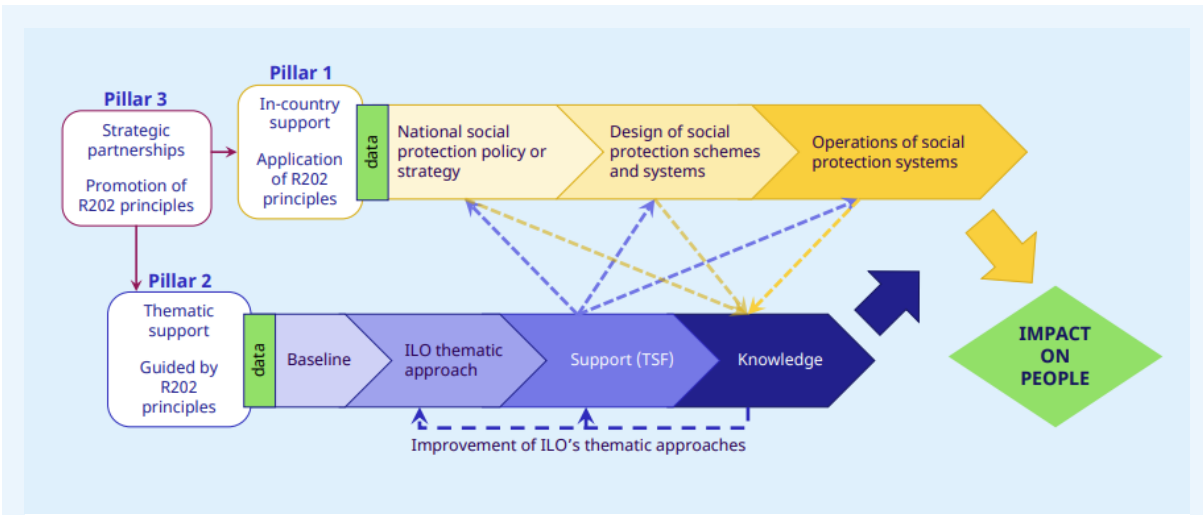 Pillar 3
Strategic
partnerships
Promotion of
R202 principles
Pillar 1
In-country
support
Application
of R202
principles
data
National social
protection policy or
strategy
Design of social
protection schemes
and systems
Operations of social
protection systems
Pillar 2
Thematic
support
Guided by
R202
principles
data
Baseline
ILO thematic
approach
Support (TSF)
Knowledge
Improvement of ILO’s thematic approaches
IMPACT
ON
PEOPLE